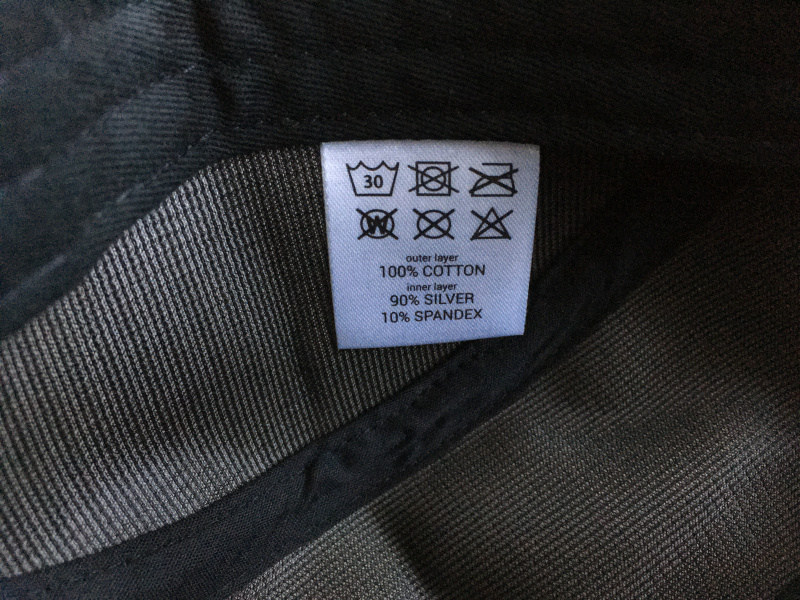 30
W
outer layer
100% COTTON
inner layer
90% SILVER
10% SPANDEX